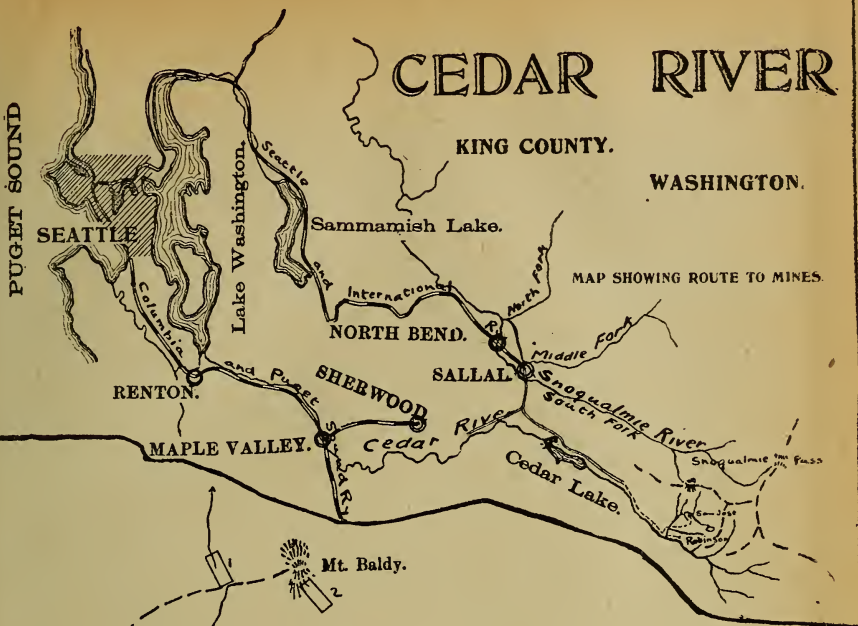 CEDAR RIVER
KING COUNTY.
WASHINGTON.
MAP SHOWING ROUTE TO MINES.
PUGET SOUND
SEATTLE
Lake Washington.
Seattle
and
International
R.
Sammamish Lake.
North Fork
NORTH BEND.
Middle Fork
SALLAL
Snoqualmie River
South Fork
Columbia
and Puget
Sound Ry
RENTON.
SHERWOOD
MAPLE VALLEY.
Cedar River
Cedar Lake.
Snoqualmie Pass
San Jose
Robinson
1
Mt. Baldy.
2